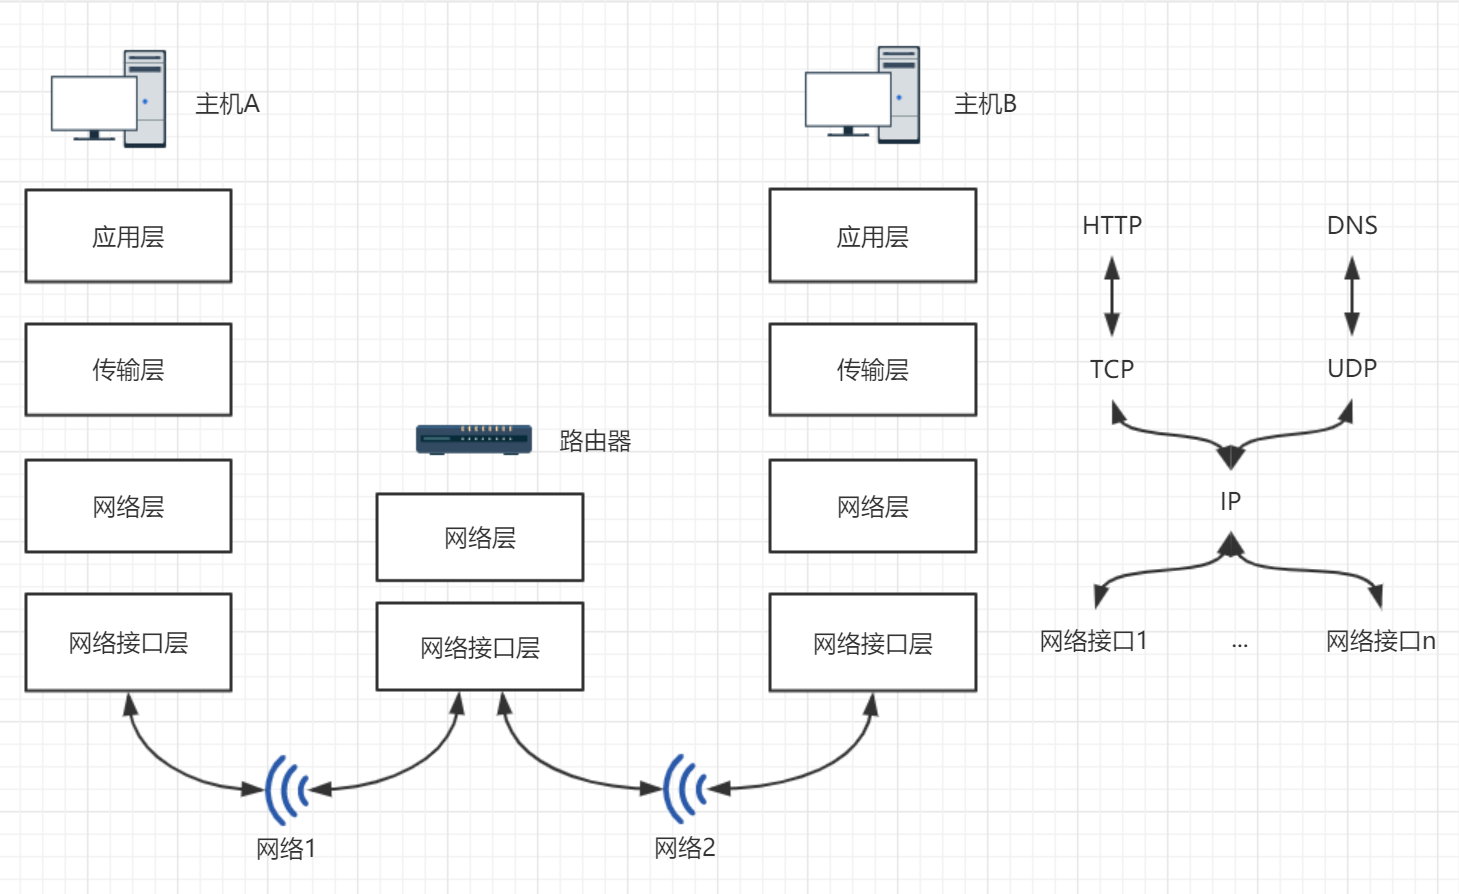 主机A
主机B
应用层
应用层
HTTP
DNS
传输层
传输层
TCP
UDP
路由器
网络层
网络层
网络层
IP
网络接口层
网络接口层
网络接口层
网络接口1
...
网络接口n
网络1
网络2